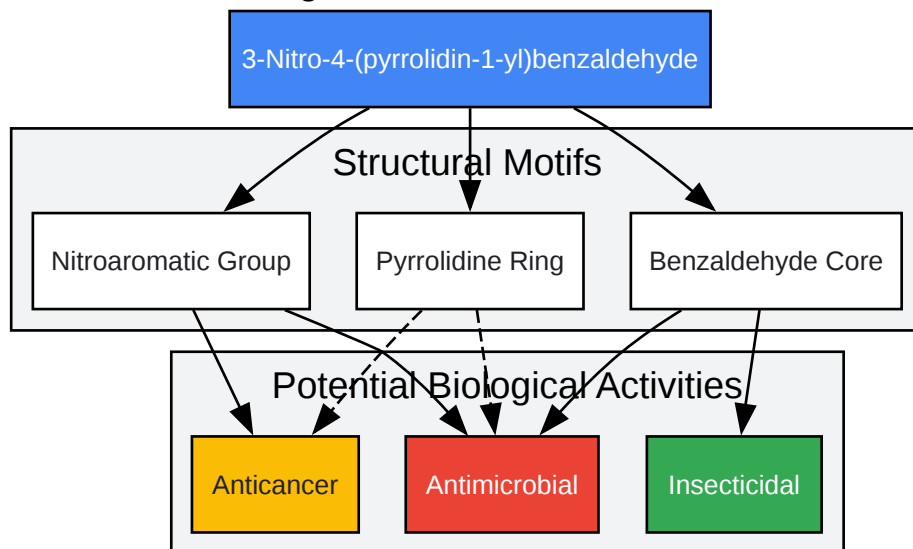 3-Nitro-4-(pyrrolidin-1-yl)benzaldehyde
Structural Motifs
Nitroaromatic Group
Pyrrolidine Ring
Benzaldehyde Core
Potential Biological Activities
Anticancer
Antimicrobial
Insecticidal